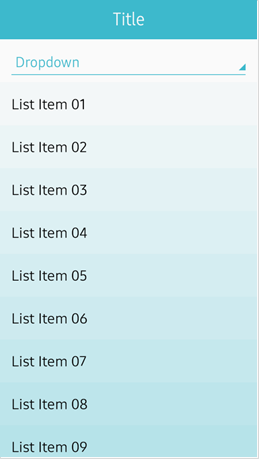 Title
Dropdown
List Item 01
List Item 02
List Item 03
List Item 04
List Item 05
List Item 06
List Item 07
List Item 08
List Item 09